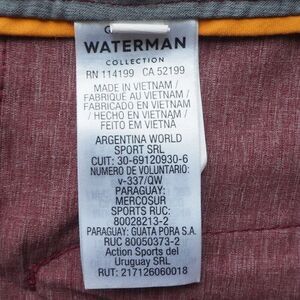 WATERMAN
COLLECTION
RN 114199 CA 52199
MADE IN VIETNAM /
FABRIQUÉ AU VIETNAM /
FABRICADO EN VIETNAM
/ HECHO EN VIETNAM /
FEITO EM VIETNÃ
ARGENTINA WORLD
SPORT SRL
CUIT: 30-69120930-6
NUMERO DE VOLUNTARIO:
v-337/QW
PARAGUAY:
MERCOSUR
SPORTS RUC:
80028213-2
PARAGUAY: GUATA PORA S.A.
RUC 80050373-2
Action Sports del
Uruguay SRL
RUT: 217126060018